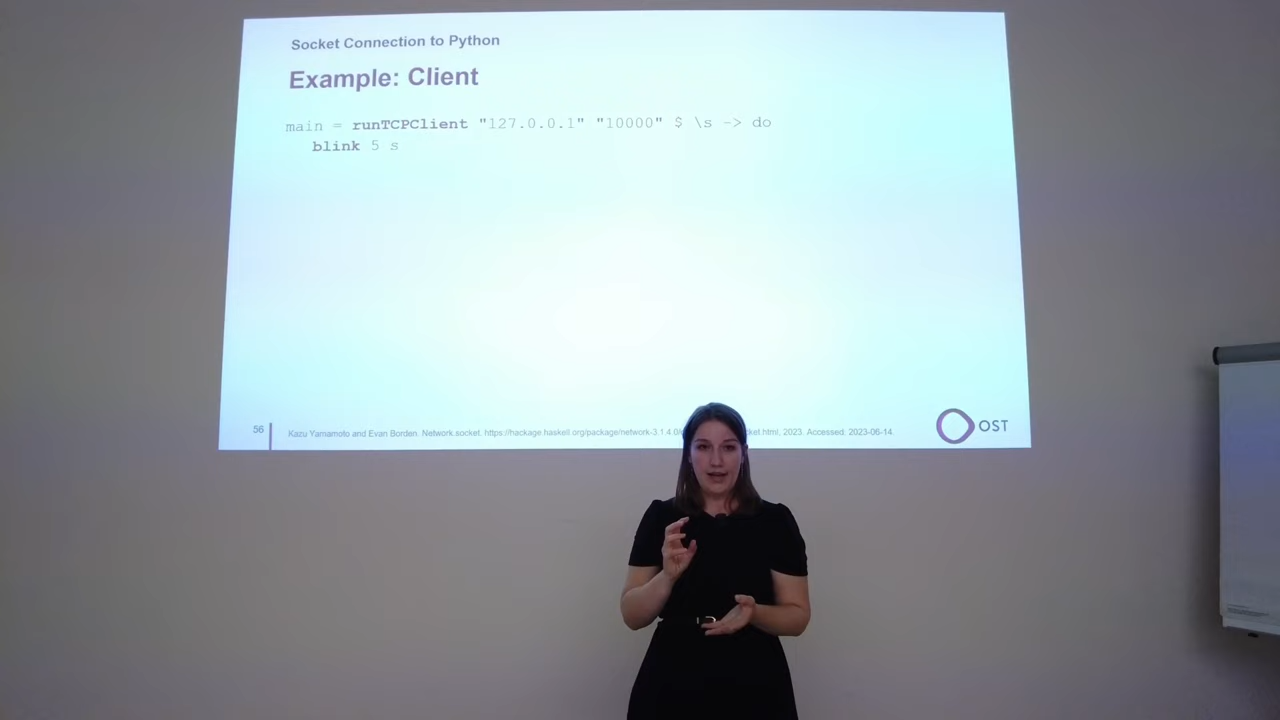 Socket Connection to Python
Example: Client
main = runTCPClient "127.0.0.1" "10000" $ \s -> do
blink 5 s
56
Kazu Yamamoto and Evan Borden. Network.socket. https://hackage.haskell.org/package/network-3.1.4.0/ ket.html, 2023. Accessed: 2023-06-14.
OST